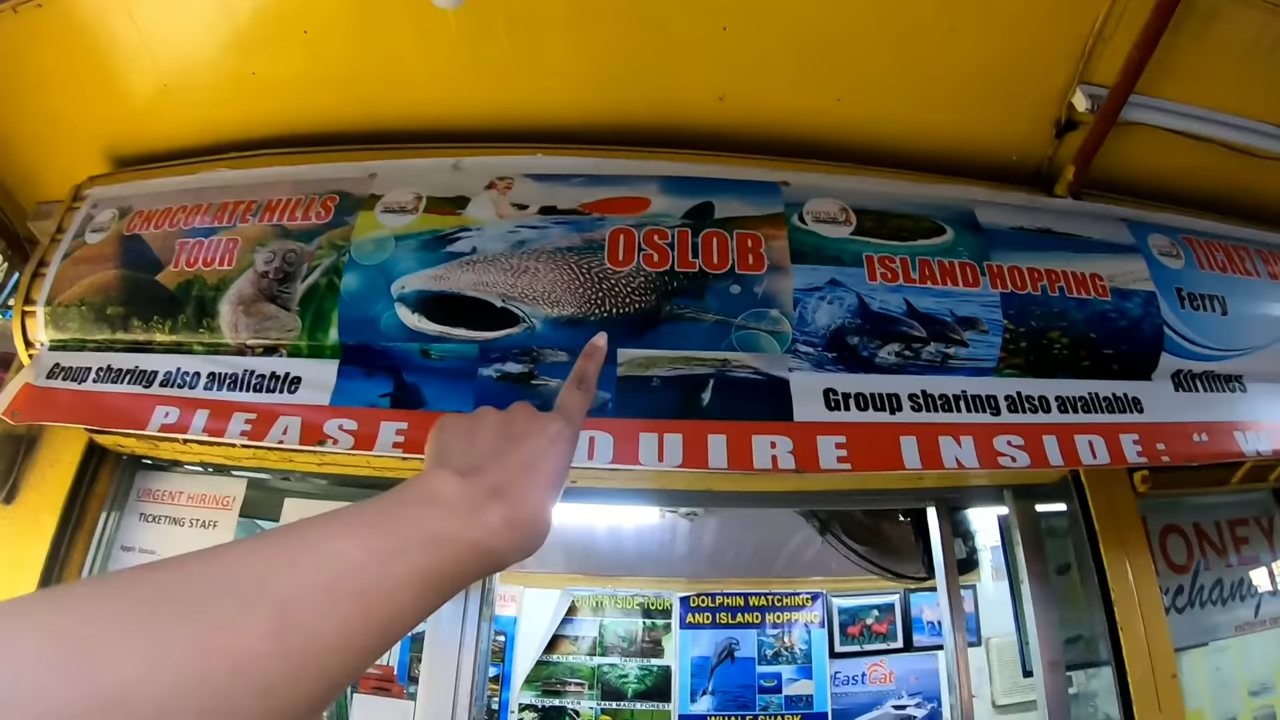 CHOCOLATE HILLS
TOUR
Group sharing also available
OSLOB
ISLAND HOPPING
Group sharing also available
TICKET
Ferry
Airlines
PLEASE QUIRE INSIDE: “ W
URGENT HIRING!
TICKETING STAFF
COUNTRYSIDE TOUR
CHOCOLATE HILLS
TARSIER
LOBOC RIVER
MAN MADE FOREST
DOLPHIN WATCHING
AND ISLAND HOPPING
WHALE SHARK
EastCat
MONEY
xchang